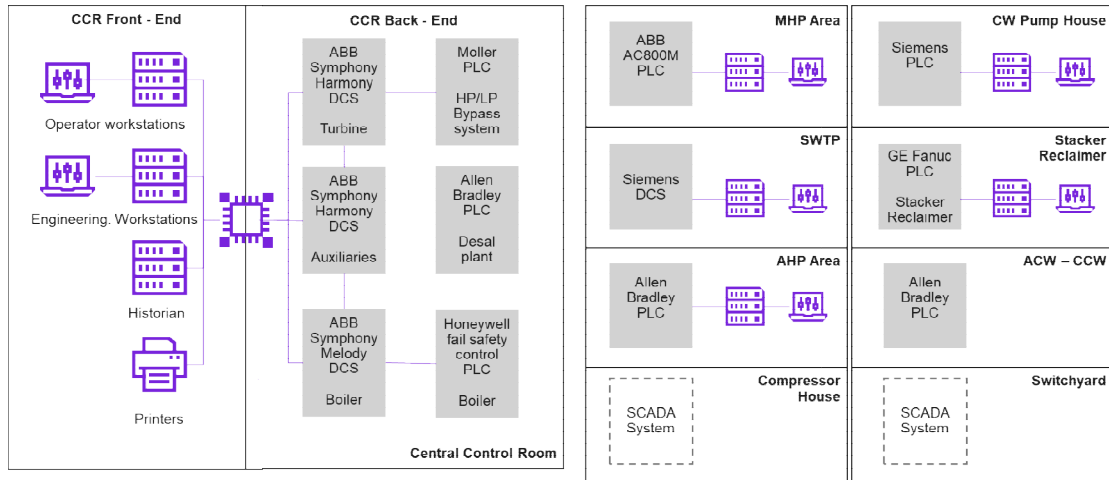 CCR Front - End
Operator workstations
Engineering. Workstations
Historian
Printers
CCR Back - End
ABB
Symphony
Harmony
DCS
Turbine
Moller
PLC
HP/LP
Bypass
system
ABB
Symphony
Harmony
DCS
Auxiliaries
Allen
Bradley
PLC
Desal
plant
ABB
Symphony
Melody
DCS
Boiler
Honeywell
fail safety
control
PLC
Boiler
Central Control Room
MHP Area
ABB
AC800M
PLC
CW Pump House
Siemens
PLC
SWTP
Siemens
DCS
Stacker
Reclaimer
GE Fanuc
PLC
Stacker
Reclaimer
AHP Area
Allen
Bradley
PLC
ACW – CCW
Allen
Bradley
PLC
Compressor
House
SCADA
System
Switchyard
SCADA
System